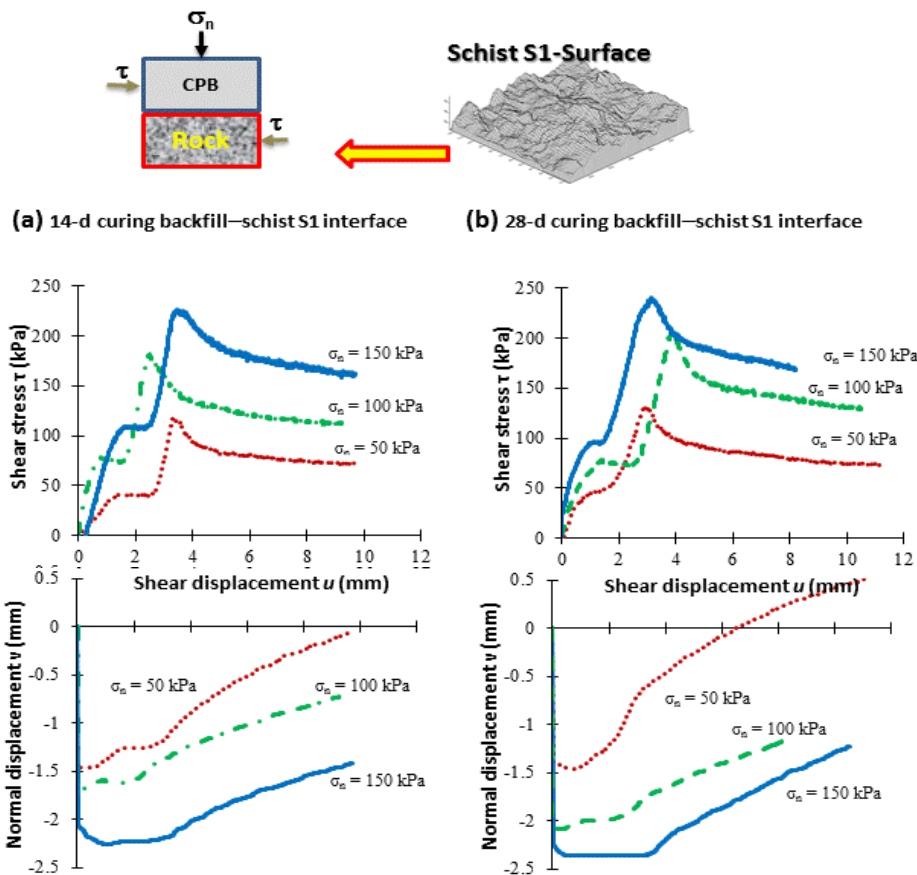 σn
τ
CPB
Rock
τ
Schist S1-Surface
(a) 14-d curing backfill—schist S1 interface
250
200
150
100
50
0
Shear stress τ (kPa)
σn = 150 kPa
σn = 100 kPa
σn = 50 kPa
0 2 4 6 8 10 12
Shear displacement u (mm)
0.5
0
-0.5
-1
-1.5
-2
-2.5
Normal displacement v (mm)
σn = 50 kPa
σn = 100 kPa
σn = 150 kPa
(b) 28-d curing backfill—schist S1 interface
250
200
150
100
50
0
Shear stress τ (kPa)
σn = 150 kPa
σn = 100 kPa
σn = 50 kPa
0 2 4 6 8 10 12
Shear displacement u (mm)
0.5
0
-0.5
-1
-1.5
-2
-2.5
Normal displacement v (mm)
σn = 50 kPa
σn = 100 kPa
σn = 150 kPa